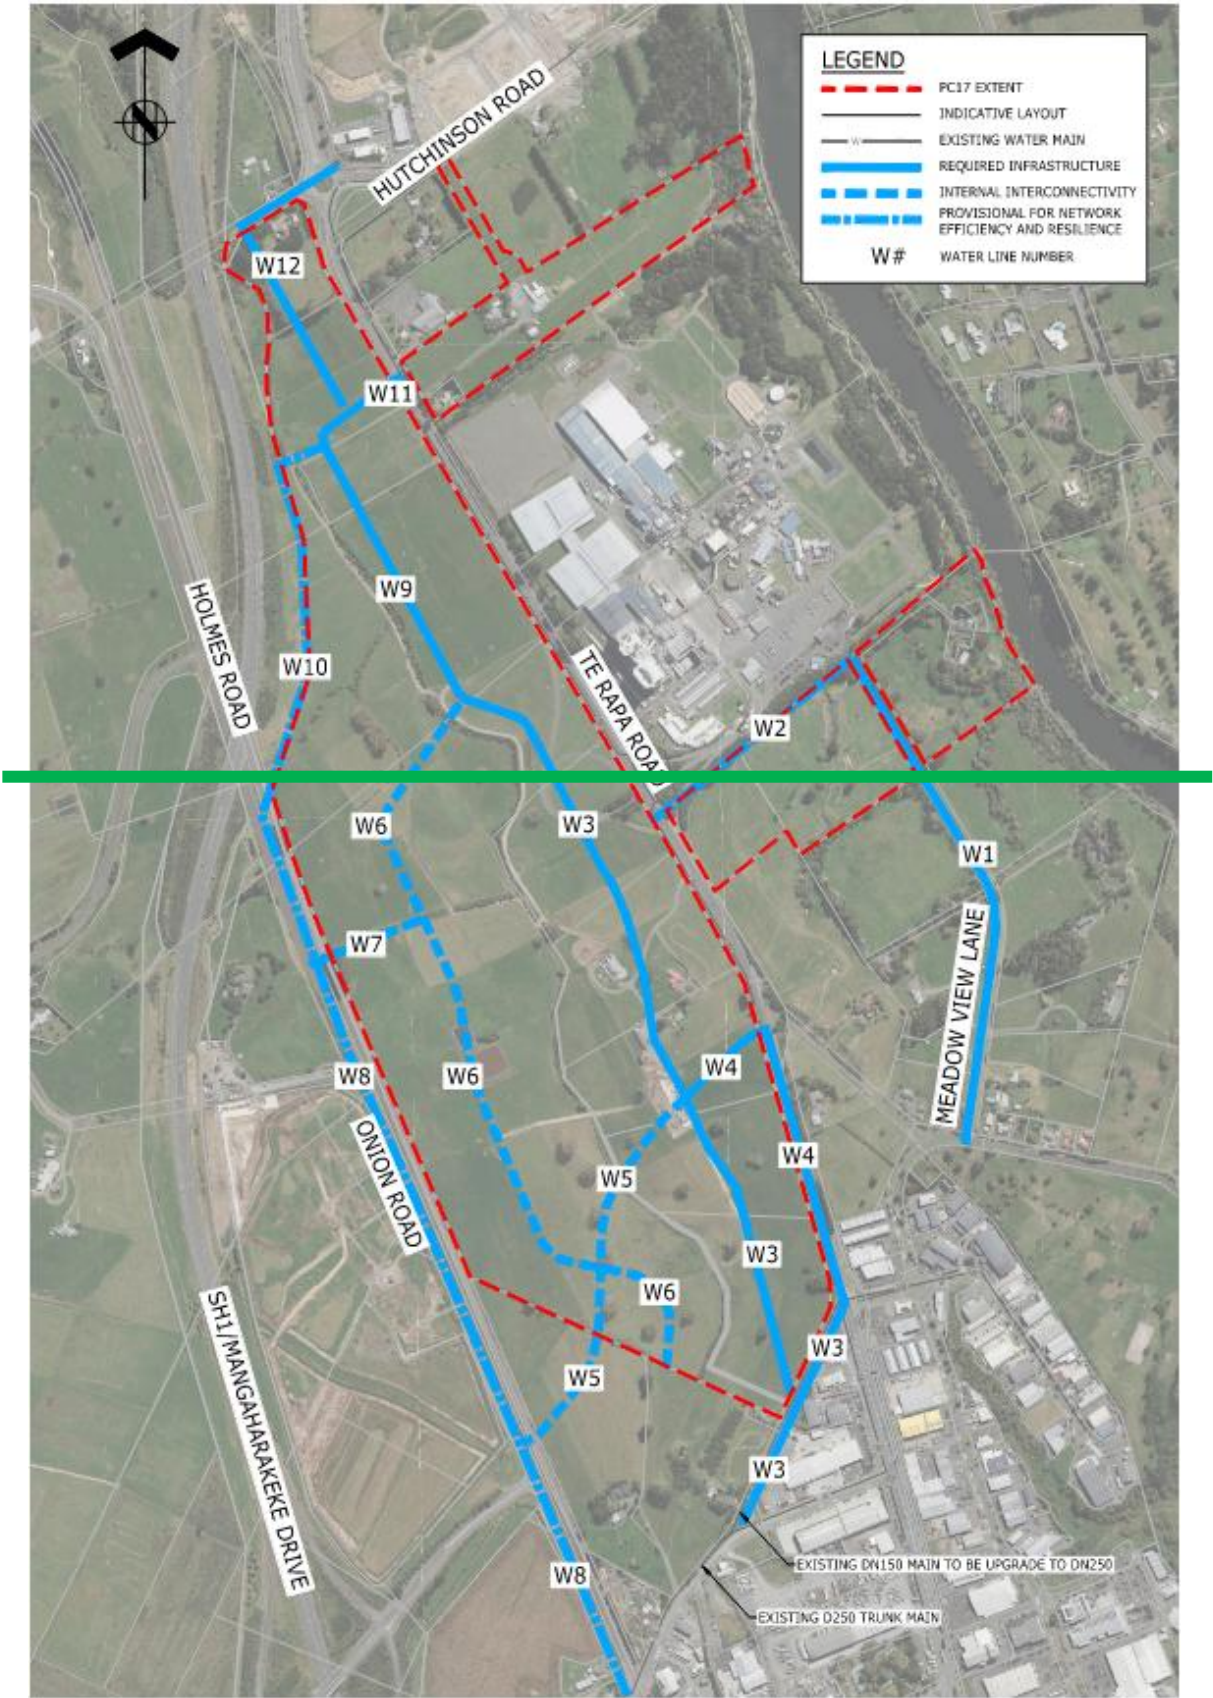 LEGEND
PC17 EXTENT
INDICATIVE LAYOUT
W
EXISTING WATER MAIN
REQUIRED INFRASTRUCTURE
INTERNAL INTERCONNECTIVITY
PROVISIONAL FOR NETWORK
EFFICIENCY AND RESILIENCE
W# WATER LINE NUMBER
N
HUTCHINSON ROAD
W12
W11
W9
HOLMES ROAD
W10
TE RAPA ROAD
W2
W6
W3
W1
MEADOW VIEW LANE
W7
W4
W8
W6
ONION ROAD
W4
W5
W3
W6
SH1/MANGAHARAKEKE DRIVE
W3
W5
W3
EXISTING DN150 MAIN TO BE UPGRADE TO DN250
W8
EXISTING D250 TRUNK MAIN